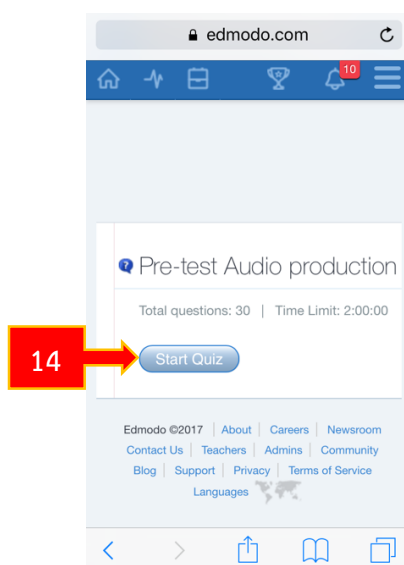 edmodo.com
10
Pre-test Audio production
Total questions: 30 | Time Limit: 2:00:00
14
Start Quiz
Edmodo ©2017 | About | Careers | Newsroom
Contact Us | Teachers | Admins | Community
Blog | Support | Privacy | Terms of Service
Languages